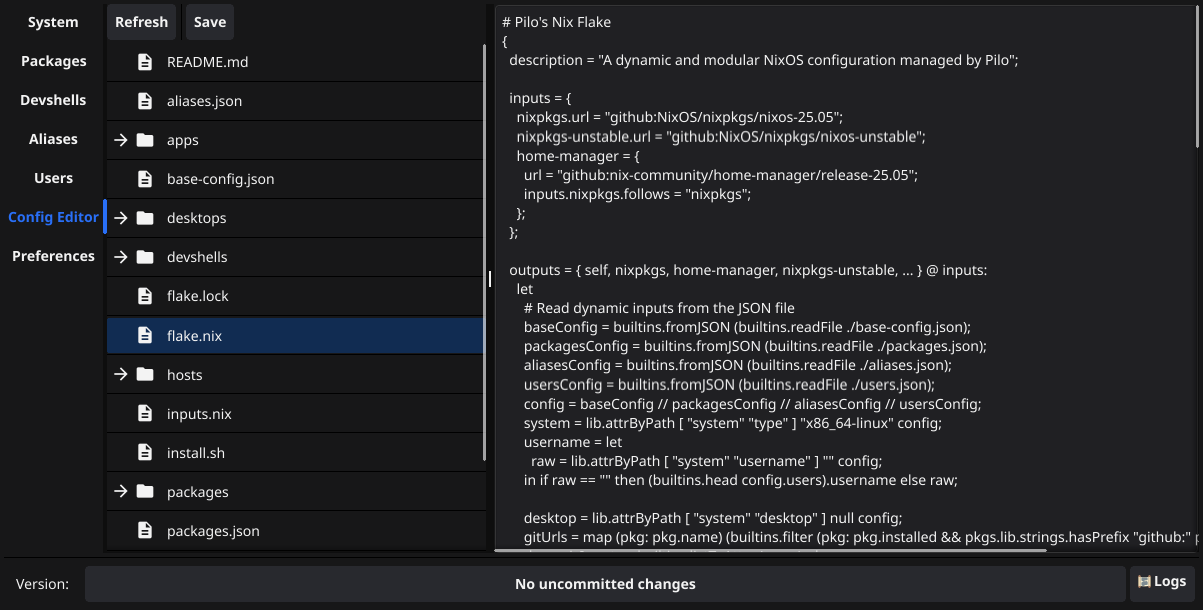 System
Packages
Devshells
Aliases
Users
Config Editor
Preferences
Refresh
Save
README.md
aliases.json
apps
base-config.json
desktops
devshells
flake.lock
flake.nix
hosts
inputs.nix
install.sh
packages
packages.json
# Pilo's Nix Flake
{
  description = "A dynamic and modular NixOS configuration managed by Pilo";

  inputs = {
    nixpkgs.url = "github:NixOS/nixpkgs/nixos-25.05";
    nixpkgs-unstable.url = "github:NixOS/nixpkgs/nixos-unstable";
    home-manager = {
      url = "github:nix-community/home-manager/release-25.05";
      inputs.nixpkgs.follows = "nixpkgs";
    };
  };

  outputs = { self, nixpkgs, home-manager, nixpkgs-unstable, ... } @ inputs:
    let
      # Read dynamic inputs from the JSON file
      baseConfig = builtins.fromJSON (builtins.readFile ./base-config.json);
      packagesConfig = builtins.fromJSON (builtins.readFile ./packages.json);
      aliasesConfig = builtins.fromJSON (builtins.readFile ./aliases.json);
      usersConfig = builtins.fromJSON (builtins.readFile ./users.json);
      config = baseConfig // packagesConfig // aliasesConfig // usersConfig;
      system = lib.attrByPath [ "system" "type" ] "x86_64-linux" config;
      username = let
        raw = lib.attrByPath [ "system" "username" ] "" config;
      in if raw == "" then (builtins.head config.users).username else raw;

      desktop = lib.attrByPath [ "system" "desktop" ] null config;
      gitUrls = map (pkg: pkg.name) (builtins.filter (pkg: pkg.installed && pkgs.lib.strings.hasPrefix "github:"
Version:
No uncommitted changes
Logs